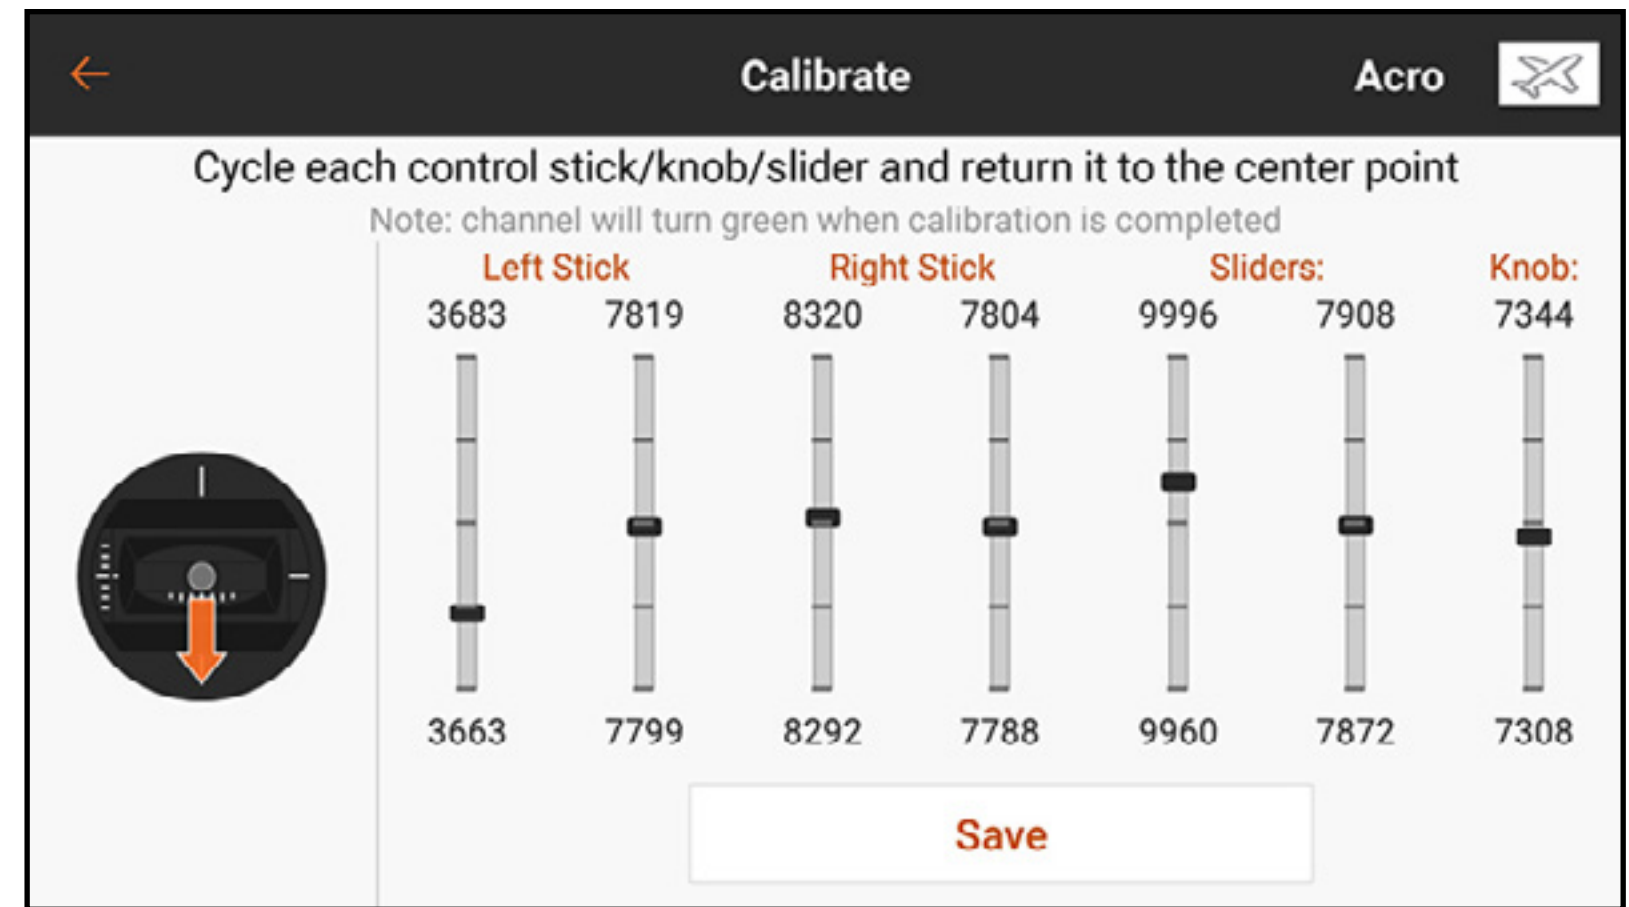 Calibrate Acro
Cycle each control stick/knob/slider and return it to the center point
Note: channel will turn green when calibration is completed
Left Stick Right Stick Sliders: Knob:
3683 7819 8320 7804 9996 7908 7344
3663 7799 8292 7788 9960 7872 7308
Save